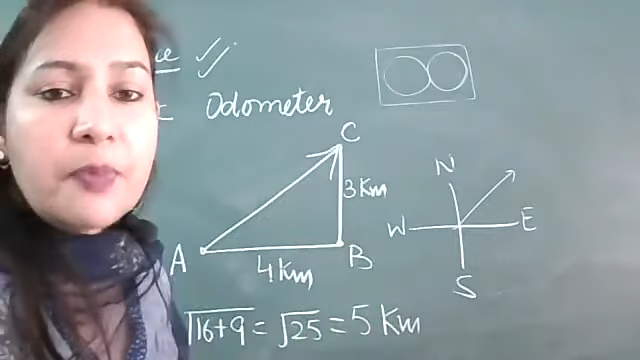 Odometer
C
3 Km
A
4 Km
B
N
W
E
S
√16+9 = √25 = 5 Km